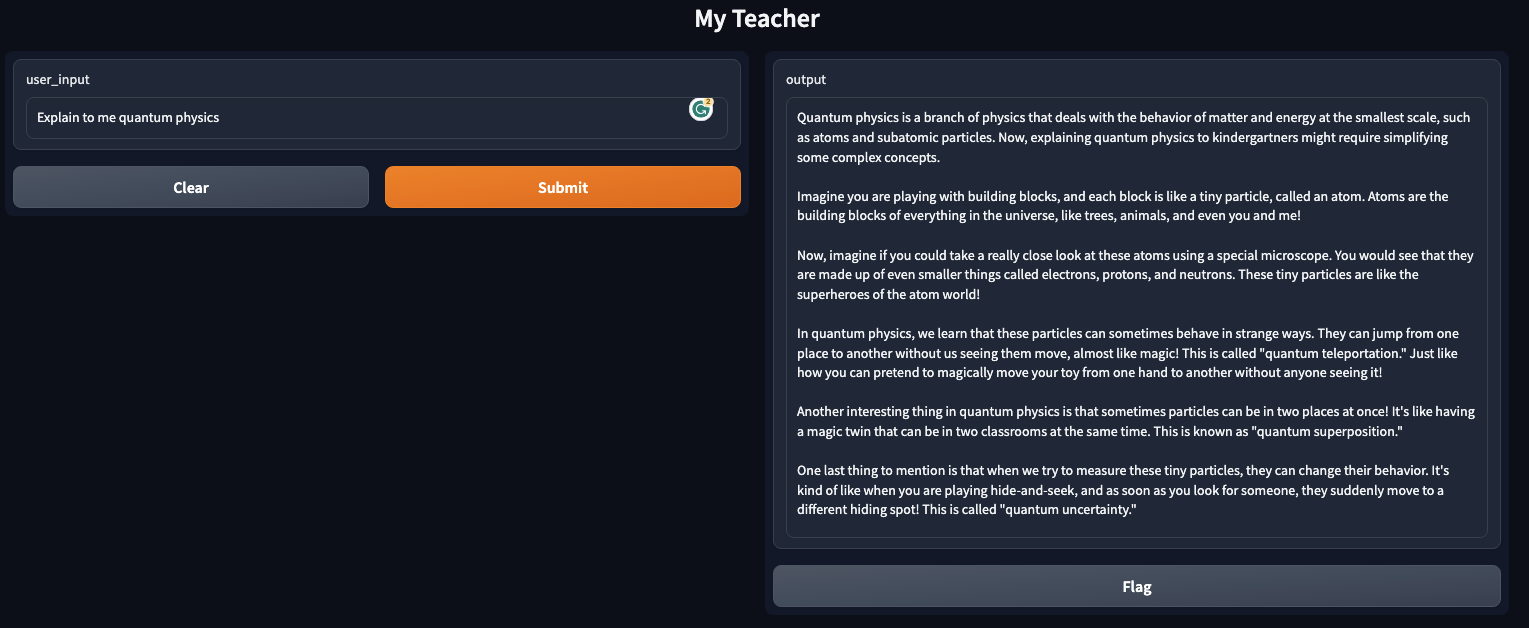 My Teacher
user_input
Explain to me quantum physics
2
Clear
Submit
output
Quantum physics is a branch of physics that deals with the behavior of matter and energy at the smallest scale, such
as atoms and subatomic particles. Now, explaining quantum physics to kindergartners might require simplifying
some complex concepts.
Imagine you are playing with building blocks, and each block is like a tiny particle, called an atom. Atoms are the
building blocks of everything in the universe, like trees, animals, and even you and me!
Now, imagine if you could take a really close look at these atoms using a special microscope. You would see that they
are made up of even smaller things called electrons, protons, and neutrons. These tiny particles are like the
superheroes of the atom world!
In quantum physics, we learn that these particles can sometimes behave in strange ways. They can jump from one
place to another without us seeing them move, almost like magic! This is called "quantum teleportation." Just like
how you can pretend to magically move your toy from one hand to another without anyone seeing it!
Another interesting thing in quantum physics is that sometimes particles can be in two places at once! It's like having
a magic twin that can be in two classrooms at the same time. This is known as "quantum superposition."
One last thing to mention is that when we try to measure these tiny particles, they can change their behavior. It's
kind of like when you are playing hide-and-seek, and as soon as you look for someone, they suddenly move to a
different hiding spot! This is called "quantum uncertainty."
Flag